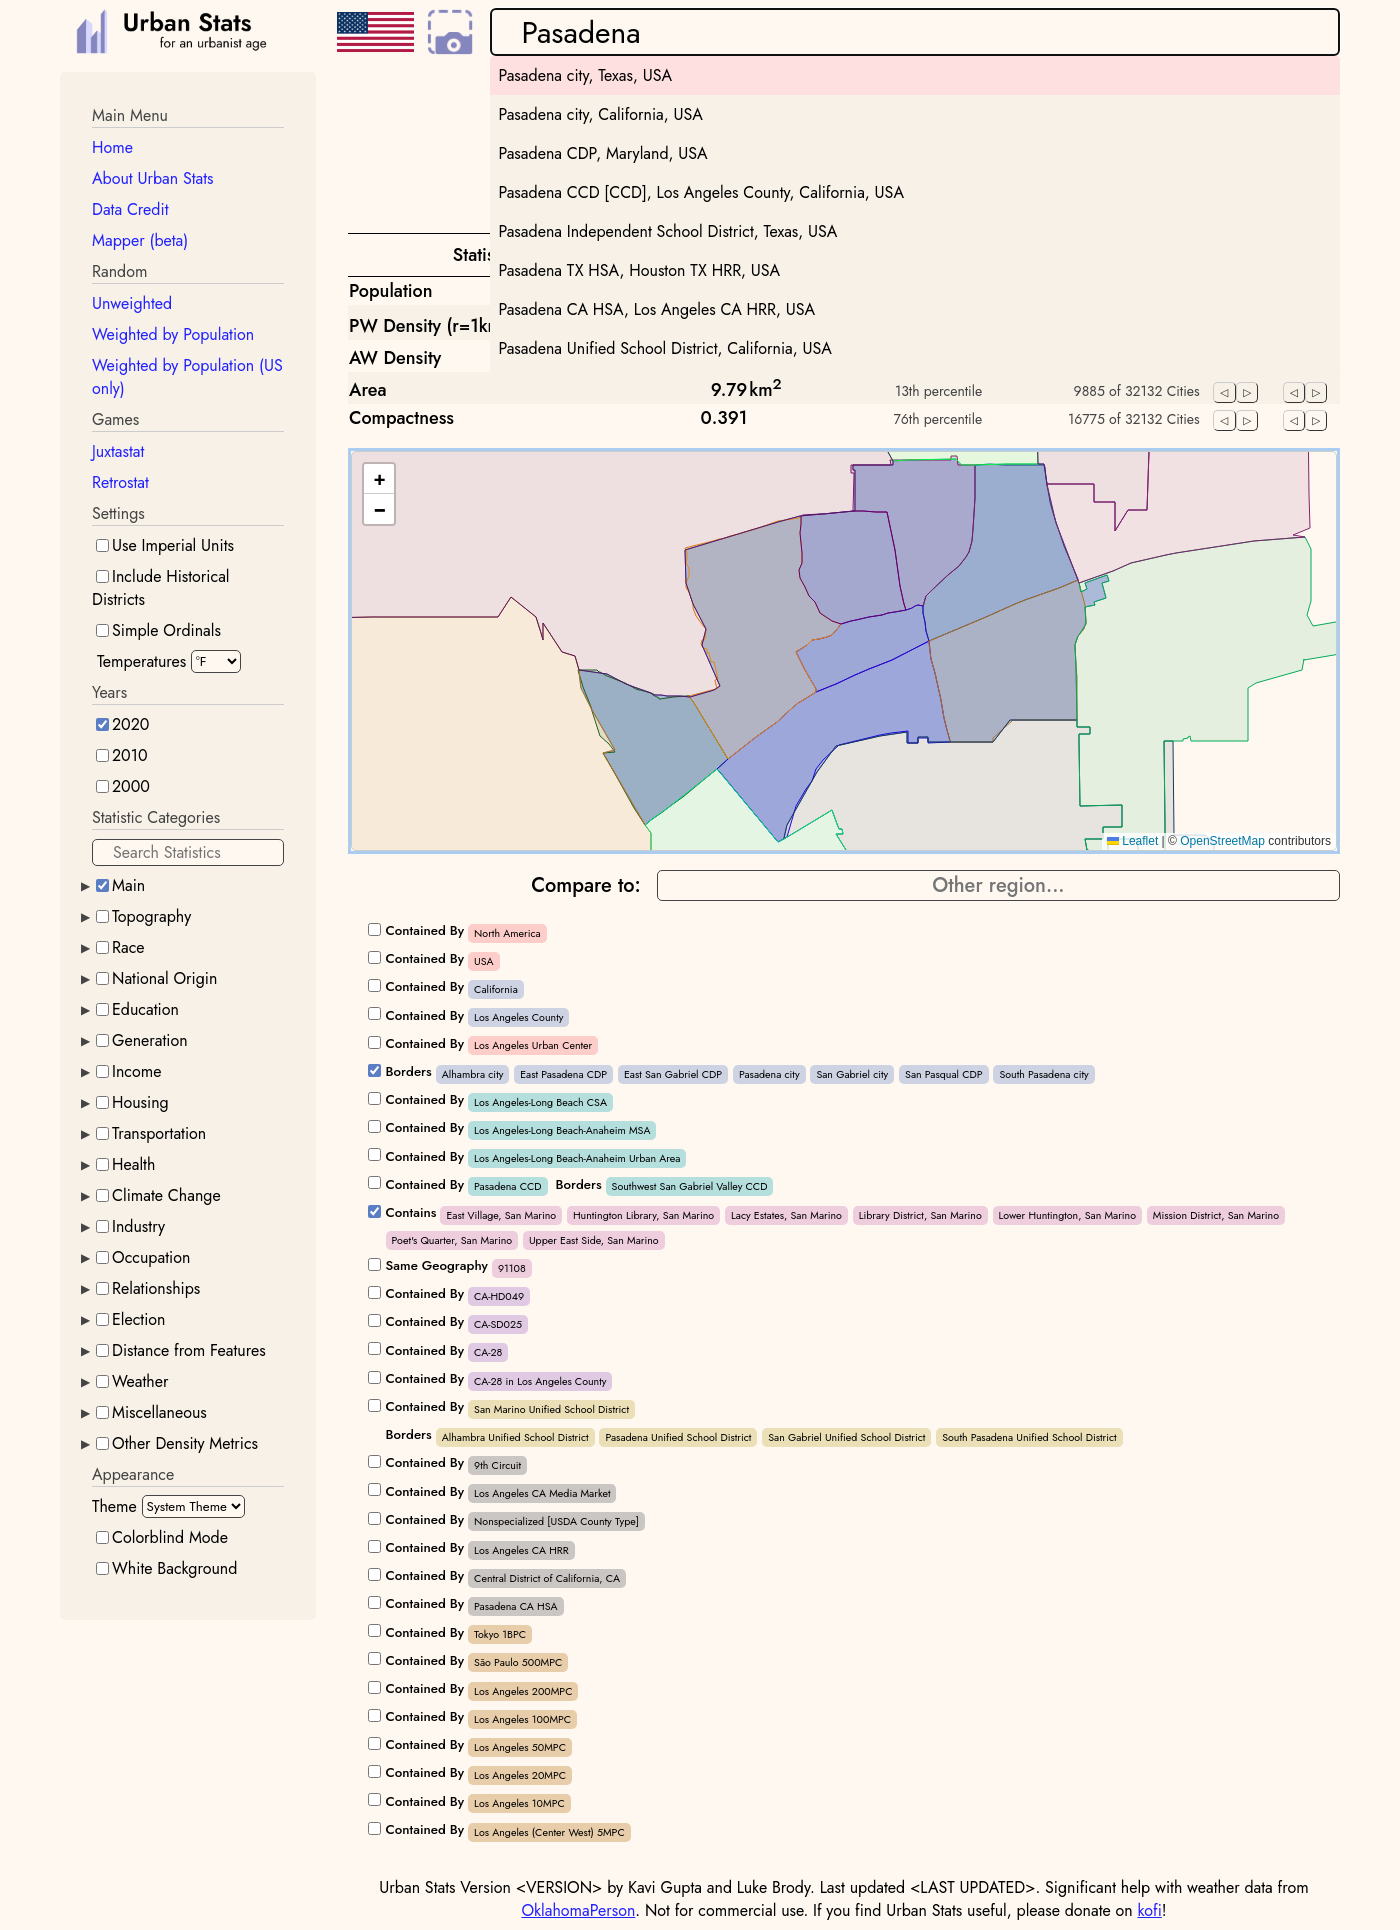 Urban Stats
for an urbanist age
Pasadena
Pasadena city, Texas, USA
Pasadena city, California, USA
Pasadena CDP, Maryland, USA
Pasadena CCD [CCD], Los Angeles County, California, USA
Pasadena Independent School District, Texas, USA
Pasadena TX HSA, Houston TX HRR, USA
Pasadena CA HSA, Los Angeles CA HRR, USA
Pasadena Unified School District, California, USA
Main Menu
Home
About Urban Stats
Data Credit
Mapper (beta)
Random
Unweighted
Weighted by Population
Weighted by Population (US
only)
Games
Juxtastat
Retrostat
Settings
Use Imperial Units
Include Historical
Districts
Simple Ordinals
Temperatures °F
Years
2020
2010
2000
Statistic Categories
Search Statistics
Main
Topography
Race
National Origin
Education
Generation
Income
Housing
Transportation
Health
Climate Change
Industry
Occupation
Relationships
Election
Distance from Features
Weather
Miscellaneous
Other Density Metrics
Appearance
Theme System Theme
Colorblind Mode
White Background
Statis
Population
PW Density (r=1k
AW Density
Area 9.79 km² 13th percentile 9885 of 32132 Cities
Compactness 0.391 76th percentile 16775 of 32132 Cities
+
−
Leaflet | © OpenStreetMap contributors
Compare to: Other region...
Contained By North America
Contained By USA
Contained By California
Contained By Los Angeles County
Contained By Los Angeles Urban Center
Borders Alhambra city East Pasadena CDP East San Gabriel CDP Pasadena city San Gabriel city San Pasqual CDP South Pasadena city
Contained By Los Angeles-Long Beach CSA
Contained By Los Angeles-Long Beach-Anaheim MSA
Contained By Los Angeles-Long Beach-Anaheim Urban Area
Contained By Pasadena CCD Borders Southwest San Gabriel Valley CCD
Contains East Village, San Marino Huntington Library, San Marino Lacy Estates, San Marino Library District, San Marino Lower Huntington, San Marino Mission District, San Marino
Poet's Quarter, San Marino Upper East Side, San Marino
Same Geography 91108
Contained By CA-HD049
Contained By CA-SD025
Contained By CA-28
Contained By CA-28 in Los Angeles County
Contained By San Marino Unified School District
Borders Alhambra Unified School District Pasadena Unified School District San Gabriel Unified School District South Pasadena Unified School District
Contained By 9th Circuit
Contained By Los Angeles CA Media Market
Contained By Nonspecialized [USDA County Type]
Contained By Los Angeles CA HRR
Contained By Central District of California, CA
Contained By Pasadena CA HSA
Contained By Tokyo 1BPC
Contained By São Paulo 500MPC
Contained By Los Angeles 200MPC
Contained By Los Angeles 100MPC
Contained By Los Angeles 50MPC
Contained By Los Angeles 20MPC
Contained By Los Angeles 10MPC
Contained By Los Angeles (Center West) 5MPC
Urban Stats Version <VERSION> by Kavi Gupta and Luke Brody. Last updated <LAST UPDATED>. Significant help with weather data from
OklahomaPerson. Not for commercial use. If you find Urban Stats useful, please donate on kofi!